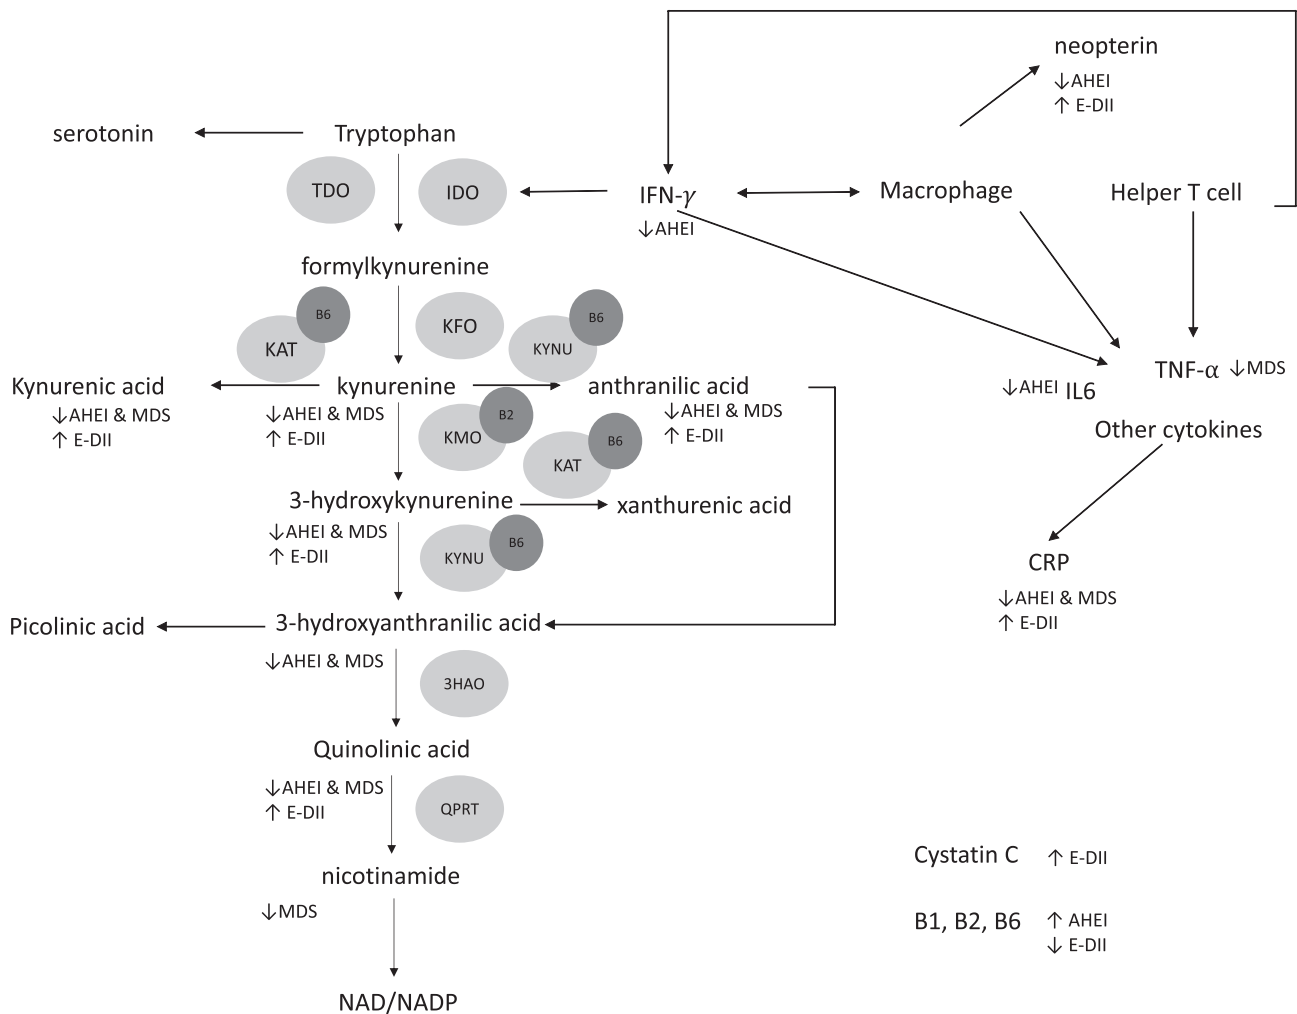 neopterin
↓AHEI
↑ E-DII
serotonin
Tryptophan
TDO
IDO
IFN-γ
↓AHEI
Macrophage
Helper T cell
formylkynurenine
KAT
B6
KFO
KYNU
B6
Kynurenic acid
↓AHEI & MDS
↑ E-DII
kynurenine
↓AHEI & MDS
↑ E-DII
anthranilic acid
↓AHEI & MDS
↑ E-DII
TNF-α ↓MDS
↓AHEI IL6
Other cytokines
KMO
B2
KAT
B6
3-hydroxykynurenine
↓AHEI & MDS
↑ E-DII
xanthurenic acid
KYNU
B6
CRP
↓AHEI & MDS
↑ E-DII
Picolinic acid
3-hydroxyanthranilic acid
↓AHEI & MDS
3HAO
Quinolinic acid
↓AHEI & MDS
↑ E-DII
QPRT
nicotinamide
↓MDS
NAD/NADP
Cystatin C ↑ E-DII
B1, B2, B6 ↑ AHEI
↓ E-DII